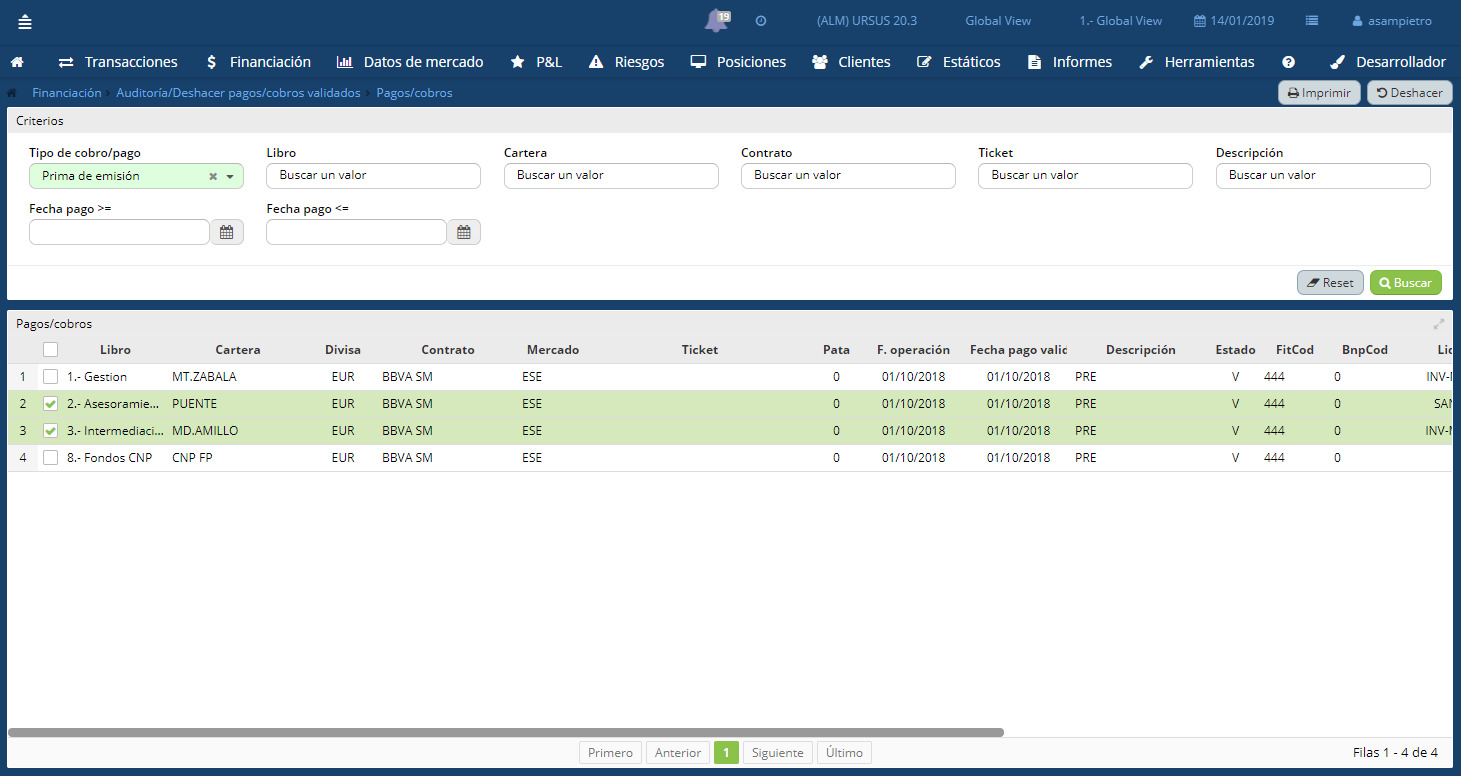 19 (ALM) URSUS 20.3 Global View 1.- Global View 14/01/2019 asampietro
Transacciones $ Financiación Datos de mercado P&L Riesgos Posiciones Clientes Estáticos Informes Herramientas ? Desarrollador
Financiación › Auditoría/Deshacer pagos/cobros validados › Pagos/cobros Imprimir Deshacer
Criterios
Tipo de cobro/pago Libro Cartera Contrato Ticket Descripción
Prima de emisión Buscar un valor Buscar un valor Buscar un valor Buscar un valor Buscar un valor
Fecha pago >= Fecha pago <=
Reset Buscar
Pagos/cobros
Libro Cartera Divisa Contrato Mercado Ticket Pata F. operación Fecha pago valid Descripción Estado FitCod BnpCod Lic
1 1.- Gestion MT.ZABALA EUR BBVA SM ESE 0 01/10/2018 01/10/2018 PRE V 444 0
2 2.- Asesoramie... PUENTE EUR BBVA SM ESE 0 01/10/2018 01/10/2018 PRE V 444 0
3 3.- Intermediaci... MD.AMILLO EUR BBVA SM ESE 0 01/10/2018 01/10/2018 PRE V 444 0
4 8.- Fondos CNP CNP FP EUR BBVA SM ESE 0 01/10/2018 01/10/2018 PRE V 444 0
Primero Anterior 1 Siguiente Último Filas 1 - 4 de 4